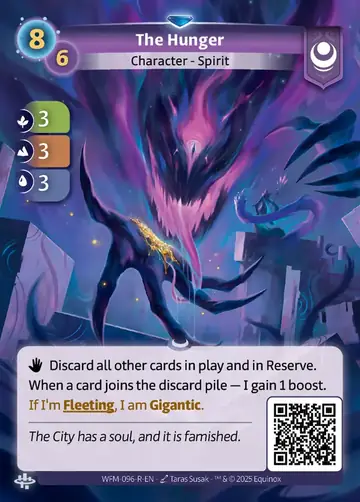 8
6
The Hunger
Character - Spirit
3
3
3
Discard all other cards in play and in Reserve.
When a card joins the discard pile — I gain 1 boost.
If I'm Fleeting, I am Gigantic.
The City has a soul, and it is famished.
WFM-096-R-EN - Taras Susak - ™ & © 2025 Equinox